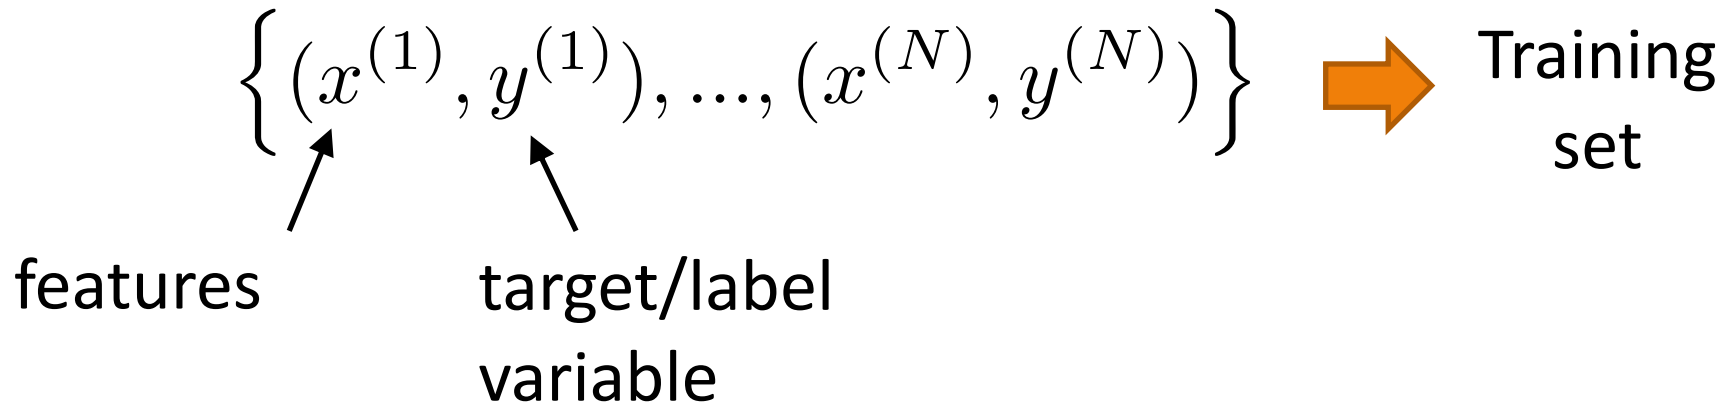 {(x^(1), y^(1)), ..., (x^(N), y^(N))}
Training
set
features
target/label
variable